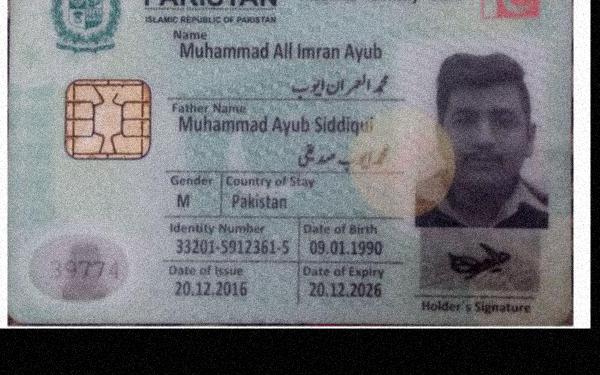 PAKISTAN
ISLAMIC REPUBLIC OF PAKISTAN
Name
Muhammad Ali Imran Ayub
محمد العمران ایوب
Father Name
Muhammad Ayub Siddiqui
محمد ایوب صدیقی
Gender Country of Stay
M Pakistan
Identity Number Date of Birth
33201-5912361-5 09.01.1990
Date of Issue Date of Expiry
20.12.2016 20.12.2026
39774
Holder's Signature